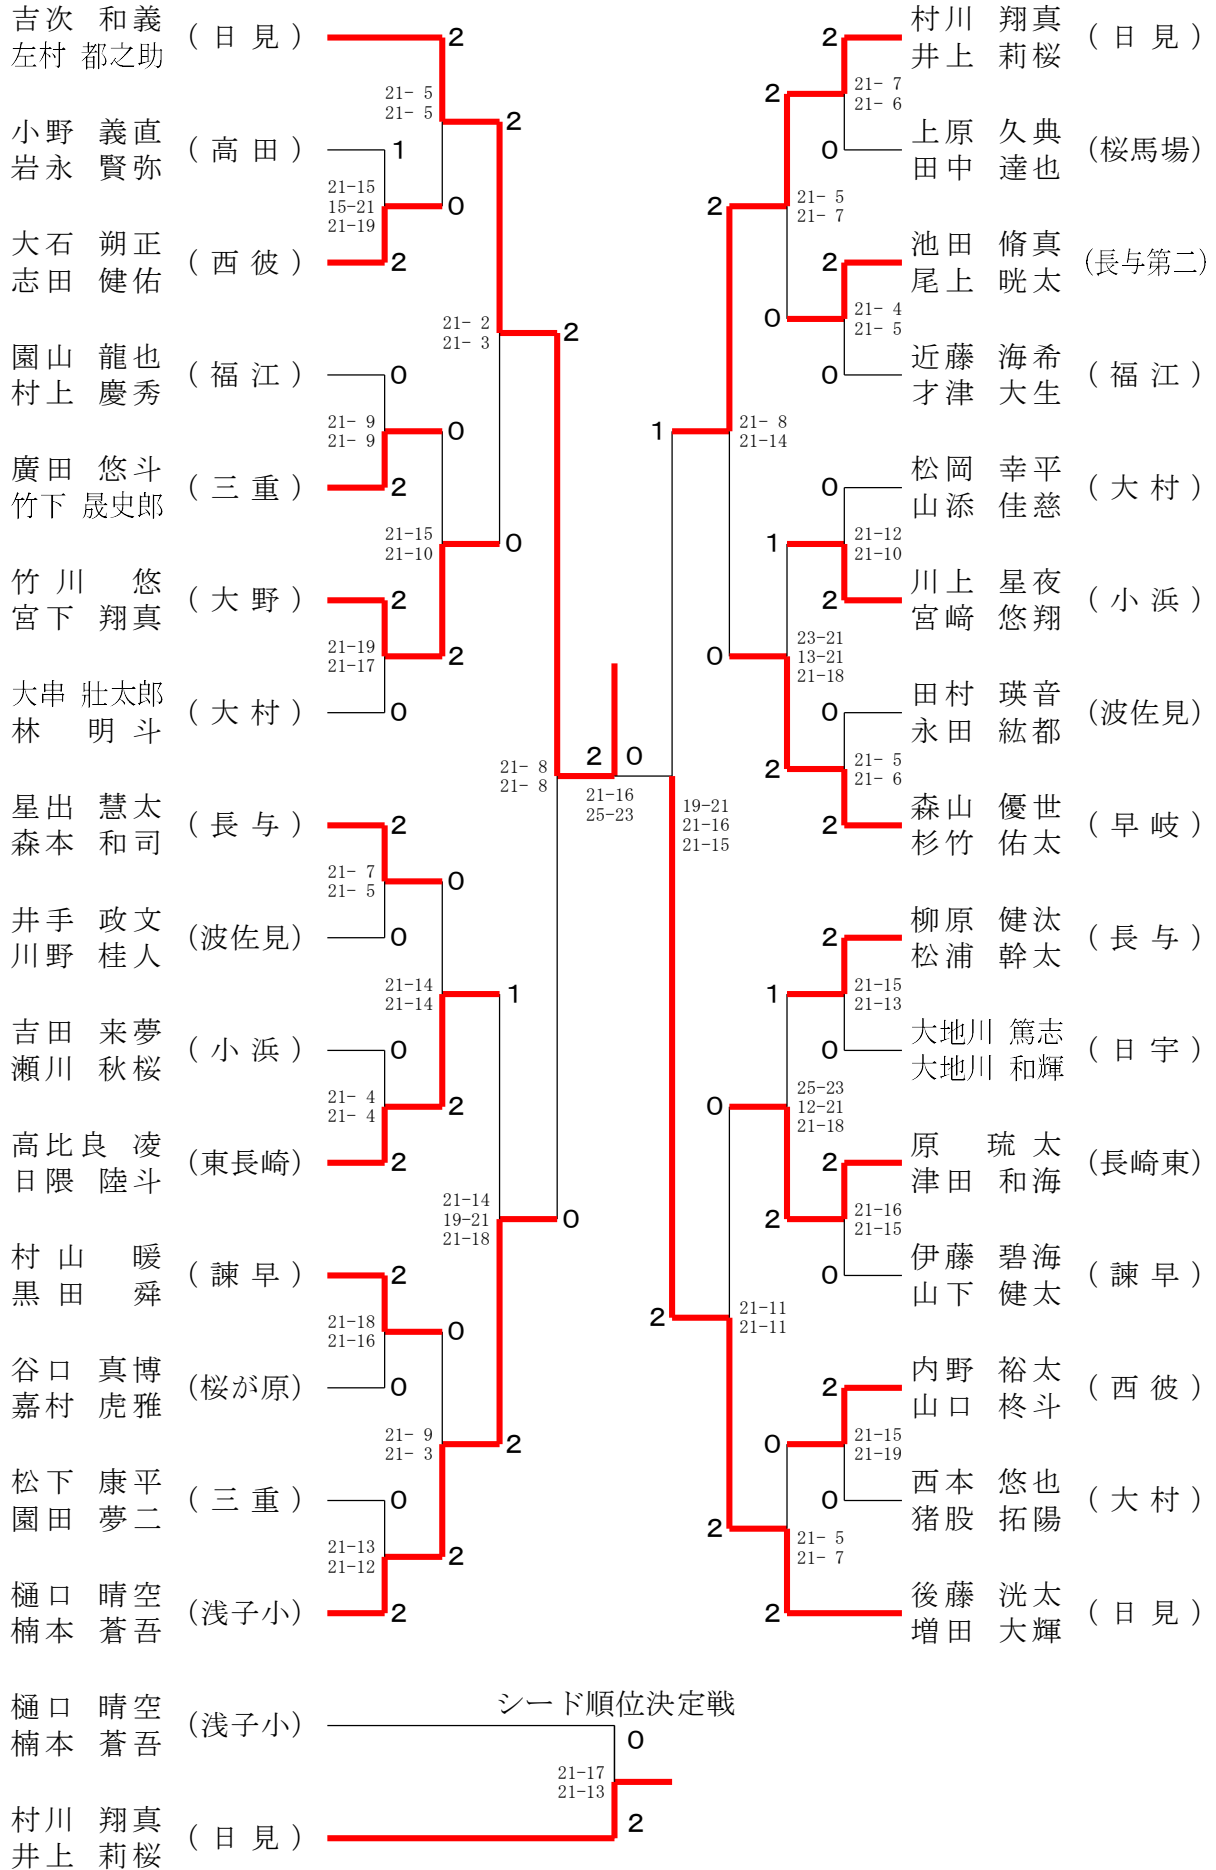 吉次 和義
左村 都之助
(日見)
2
21- 5
21- 5
2
小野 義直
岩永 賢弥
(高田)
1
21-15
15-21
21-19
0
大石 朔正
志田 健佑
(西彼)
2
21- 2
21- 3
2
園山 龍也
村上 慶秀
(福江)
0
21- 9
21- 9
0
廣田 悠斗
竹下 晟史郎
(三重)
2
21-15
21-10
0
竹川 悠
宮下 翔真
(大野)
2
21-19
21-17
2
大串 壯太郎
林 明斗
(大村)
0
21- 8
21- 8
星出 慧太
森本 和司
(長与)
2
21- 7
21- 5
0
井手 政文
川野 桂人
(波佐見)
0
21-14
21-14
1
吉田 来夢
瀬川 秋桜
(小浜)
0
21- 4
21- 4
2
高比良 凌
日隈 陸斗
(東長崎)
2
21-14
19-21
21-18
0
村山 暖
黒田 舜
(諫早)
2
21-18
21-16
0
谷口 真博
嘉村 虎雅
(桜が原)
0
21- 9
21- 3
2
松下 康平
園田 夢二
(三重)
0
21-13
21-12
2
樋口 晴空
楠本 蒼吾
(浅子小)
2
2 0
21-16
25-23
2
村川 翔真
井上 莉桜
(日見)
2
21- 7
21- 6
0
上原 久典
田中 達也
(桜馬場)
2
21- 5
21- 7
2
池田 脩真
尾上 晄太
(長与第二)
0
21- 4
21- 5
0
近藤 海希
才津 大生
(福江)
1
21- 8
21-14
0
松岡 幸平
山添 佳慈
(大村)
1
21-12
21-10
2
川上 星夜
宮﨑 悠翔
(小浜)
0
23-21
13-21
21-18
0
田村 瑛音
永田 紘都
(波佐見)
2
21- 5
21- 6
2
森山 優世
杉竹 佑太
(早岐)
19-21
21-16
21-15
2
柳原 健汰
松浦 幹太
(長与)
1
21-15
21-13
0
大地川 篤志
大地川 和輝
(日宇)
0
25-23
12-21
21-18
2
原 琉太
津田 和海
(長崎東)
2
21-16
21-15
0
伊藤 碧海
山下 健太
(諫早)
2
21-11
21-11
2
内野 裕太
山口 柊斗
(西彼)
0
21-15
21-19
0
西本 悠也
猪股 拓陽
(大村)
2
21- 5
21- 7
2
後藤 洸太
増田 大輝
(日見)
シード順位決定戦
樋口 晴空
楠本 蒼吾
(浅子小)
0
21-17
21-13
2
村川 翔真
井上 莉桜
(日見)